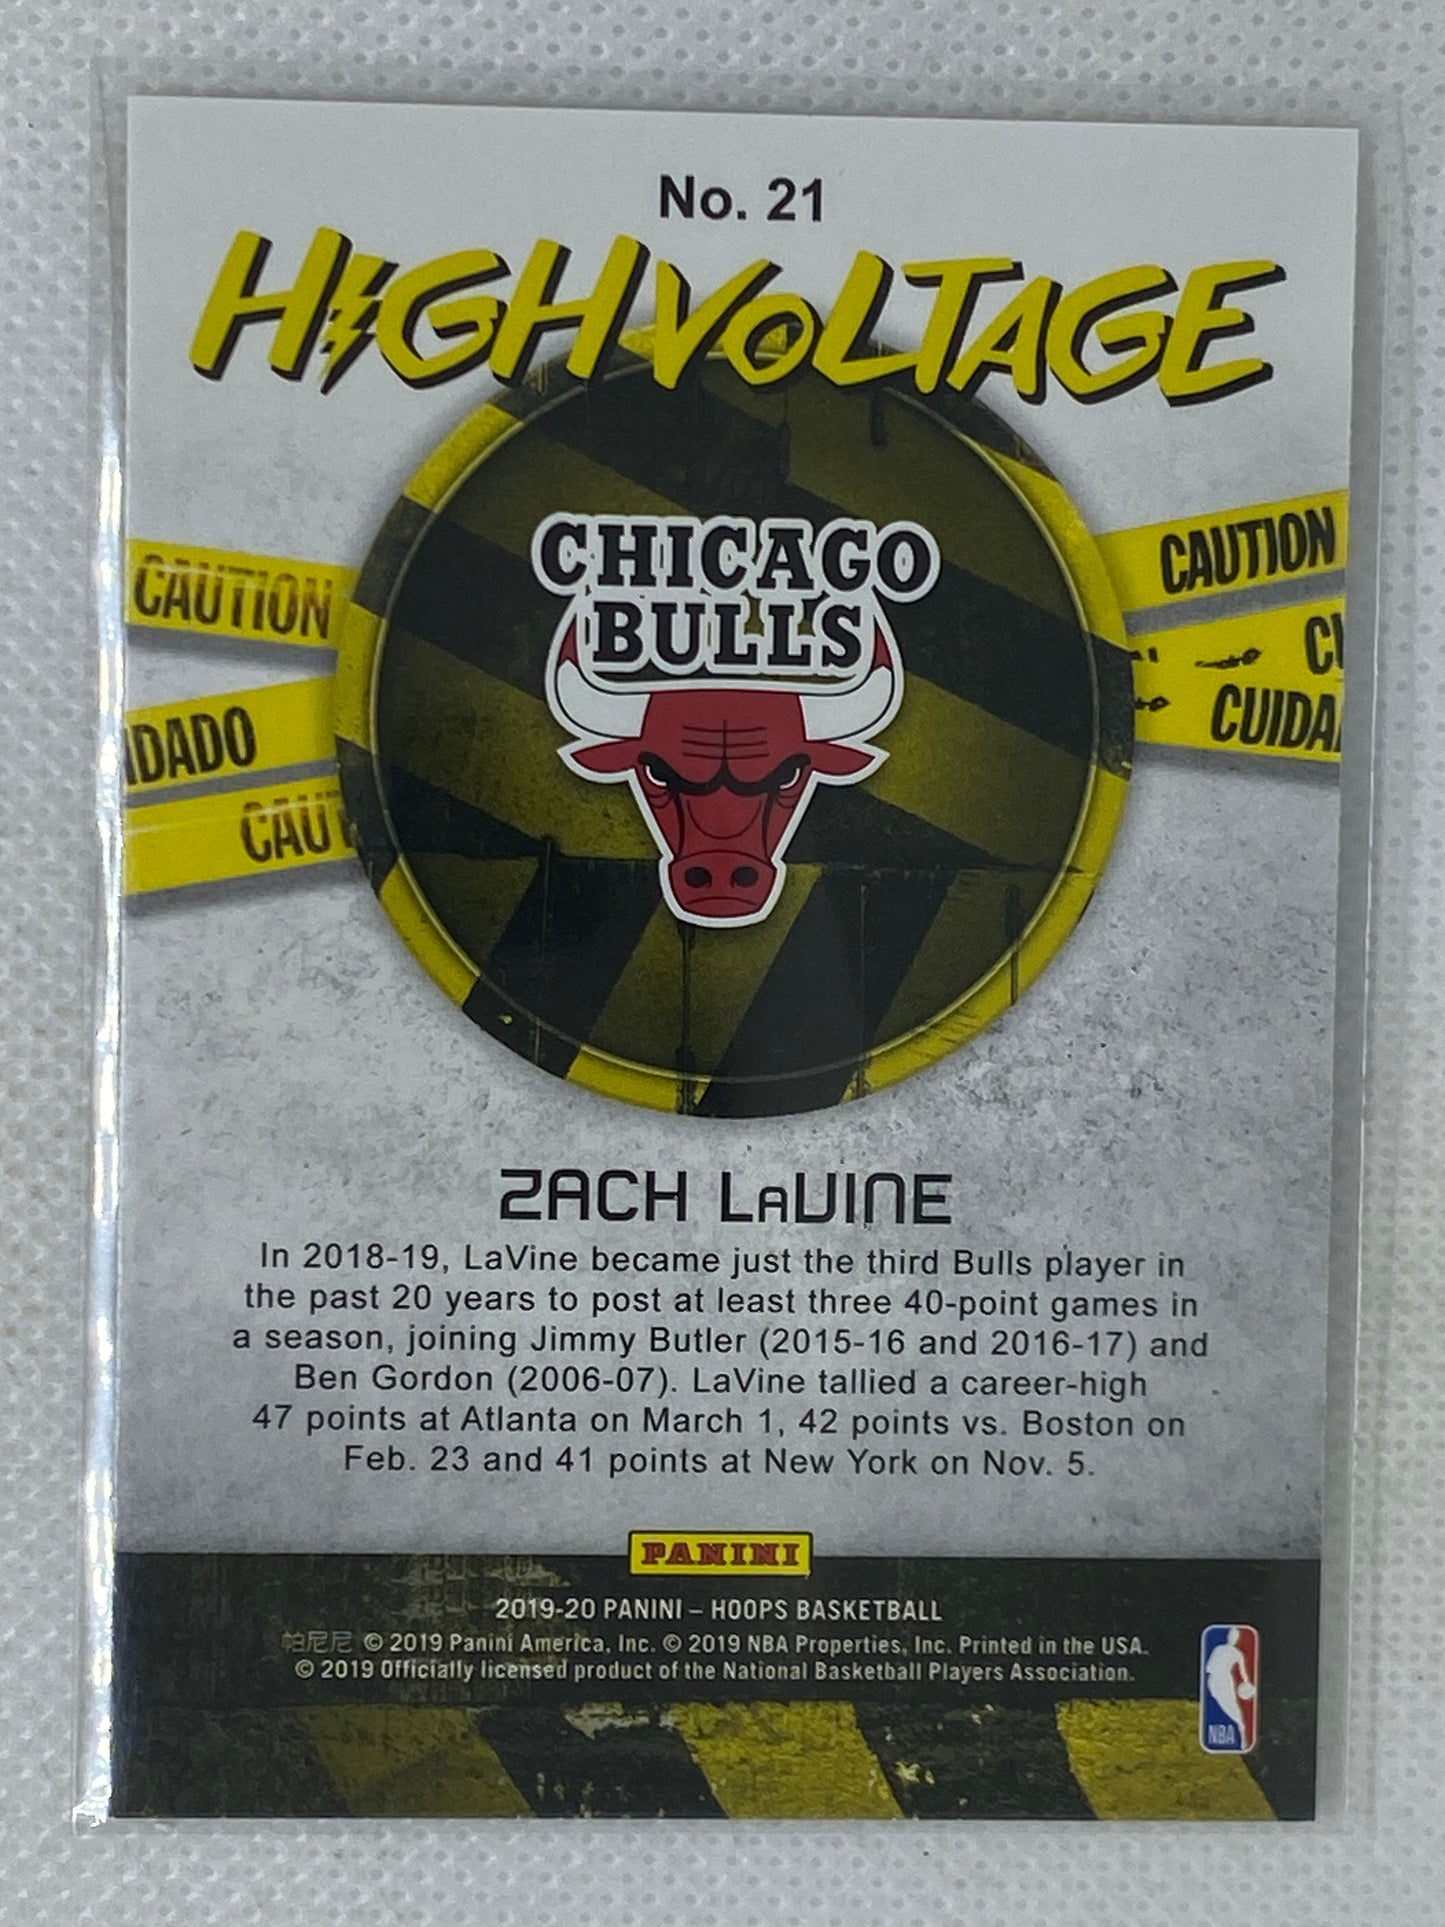 No. 21
HIGH VOLTAGE
CHICAGO
BULLS
CAUTION
IDADO
CAUT
CAUTION
CUIDA
ZACH LaVINE
In 2018-19, LaVine became just the third Bulls player in
the past 20 years to post at least three 40-point games in
a season, joining Jimmy Butler (2015-16 and 2016-17) and
Ben Gordon (2006-07). LaVine tallied a career-high
47 points at Atlanta on March 1, 42 points vs. Boston on
Feb. 23 and 41 points at New York on Nov. 5.
PANINI
2019-20 PANINI – HOOPS BASKETBALL
帕尼尼 © 2019 Panini America, Inc. © 2019 NBA Properties, Inc. Printed in the USA.
© 2019 Officially licensed product of the National Basketball Players Association.
NBA